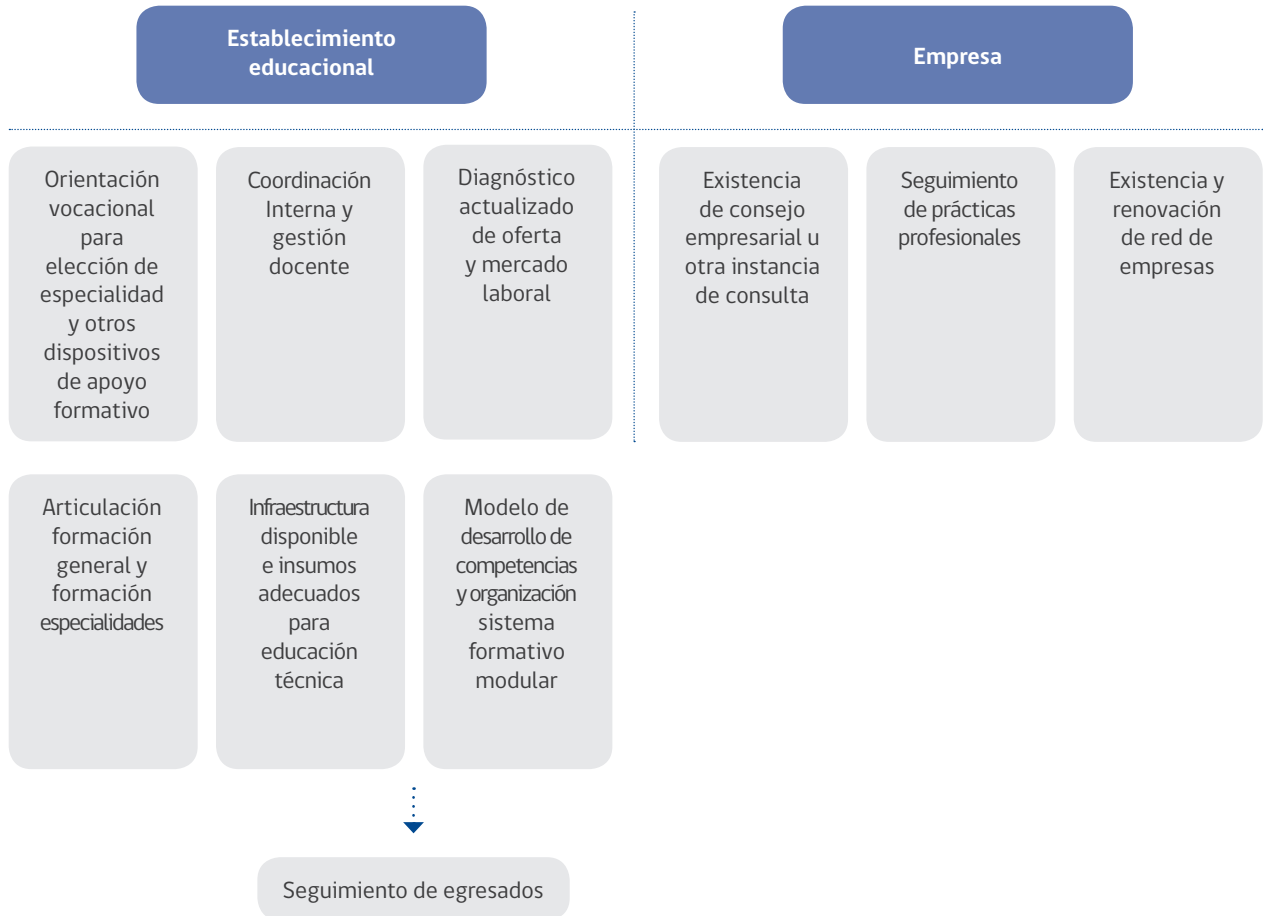 Establecimiento
educacional
Empresa
Orientación
vocacional
para
elección de
especialidad
y otros
dispositivos
de apoyo
formativo
Coordinación
Interna y
gestión
docente
Diagnóstico
actualizado
de oferta
y mercado
laboral
Existencia
de consejo
empresarial u
otra instancia
de consulta
Seguimiento
de prácticas
profesionales
Existencia y
renovación
de red de
empresas
Articulación
formación
general y
formación
especialidades
Infraestructura
disponible
e insumos
adecuados
para
educación
técnica
Modelo de
desarrollo de
competencias
y organización
sistema
formativo
modular
Seguimiento de egresados